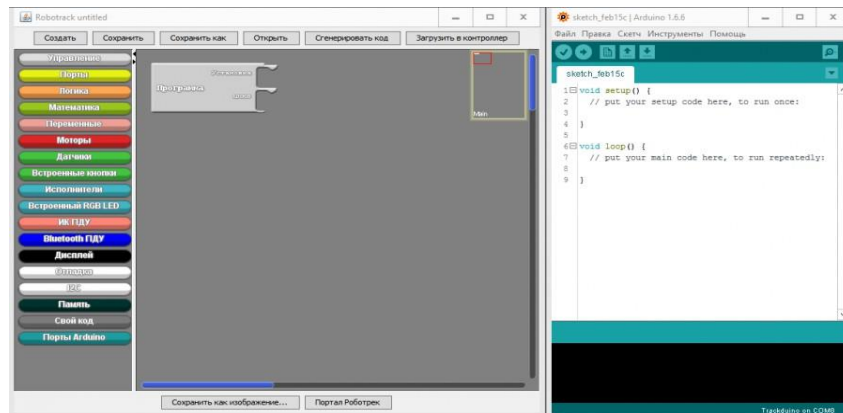 Robotrack untitled
Создать Сохранить Сохранить как Открыть Сгенерировать код Загрузить в контроллер
Управление
Порты
Логика
Математика
Переменные
Моторы
Датчики
Встроенные кнопки
Исполнители
Встроенный RGB LED
ИК ПДУ
Bluetooth ПДУ
Дисплей
Отладка
I2C
Память
Свой код
Порты Arduino
Установка
Программа
Цикл
Main
Сохранить как изображение... Портал Роботрек
sketch_feb15c | Arduino 1.6.6
Файл Правка Скетч Инструменты Помощь
sketch_feb15c
1 void setup() {
2 // put your setup code here, to run once:
3
4 }
5
6 void loop() {
7 // put your main code here, to run repeatedly:
8
9 }
Trackduino on COM8